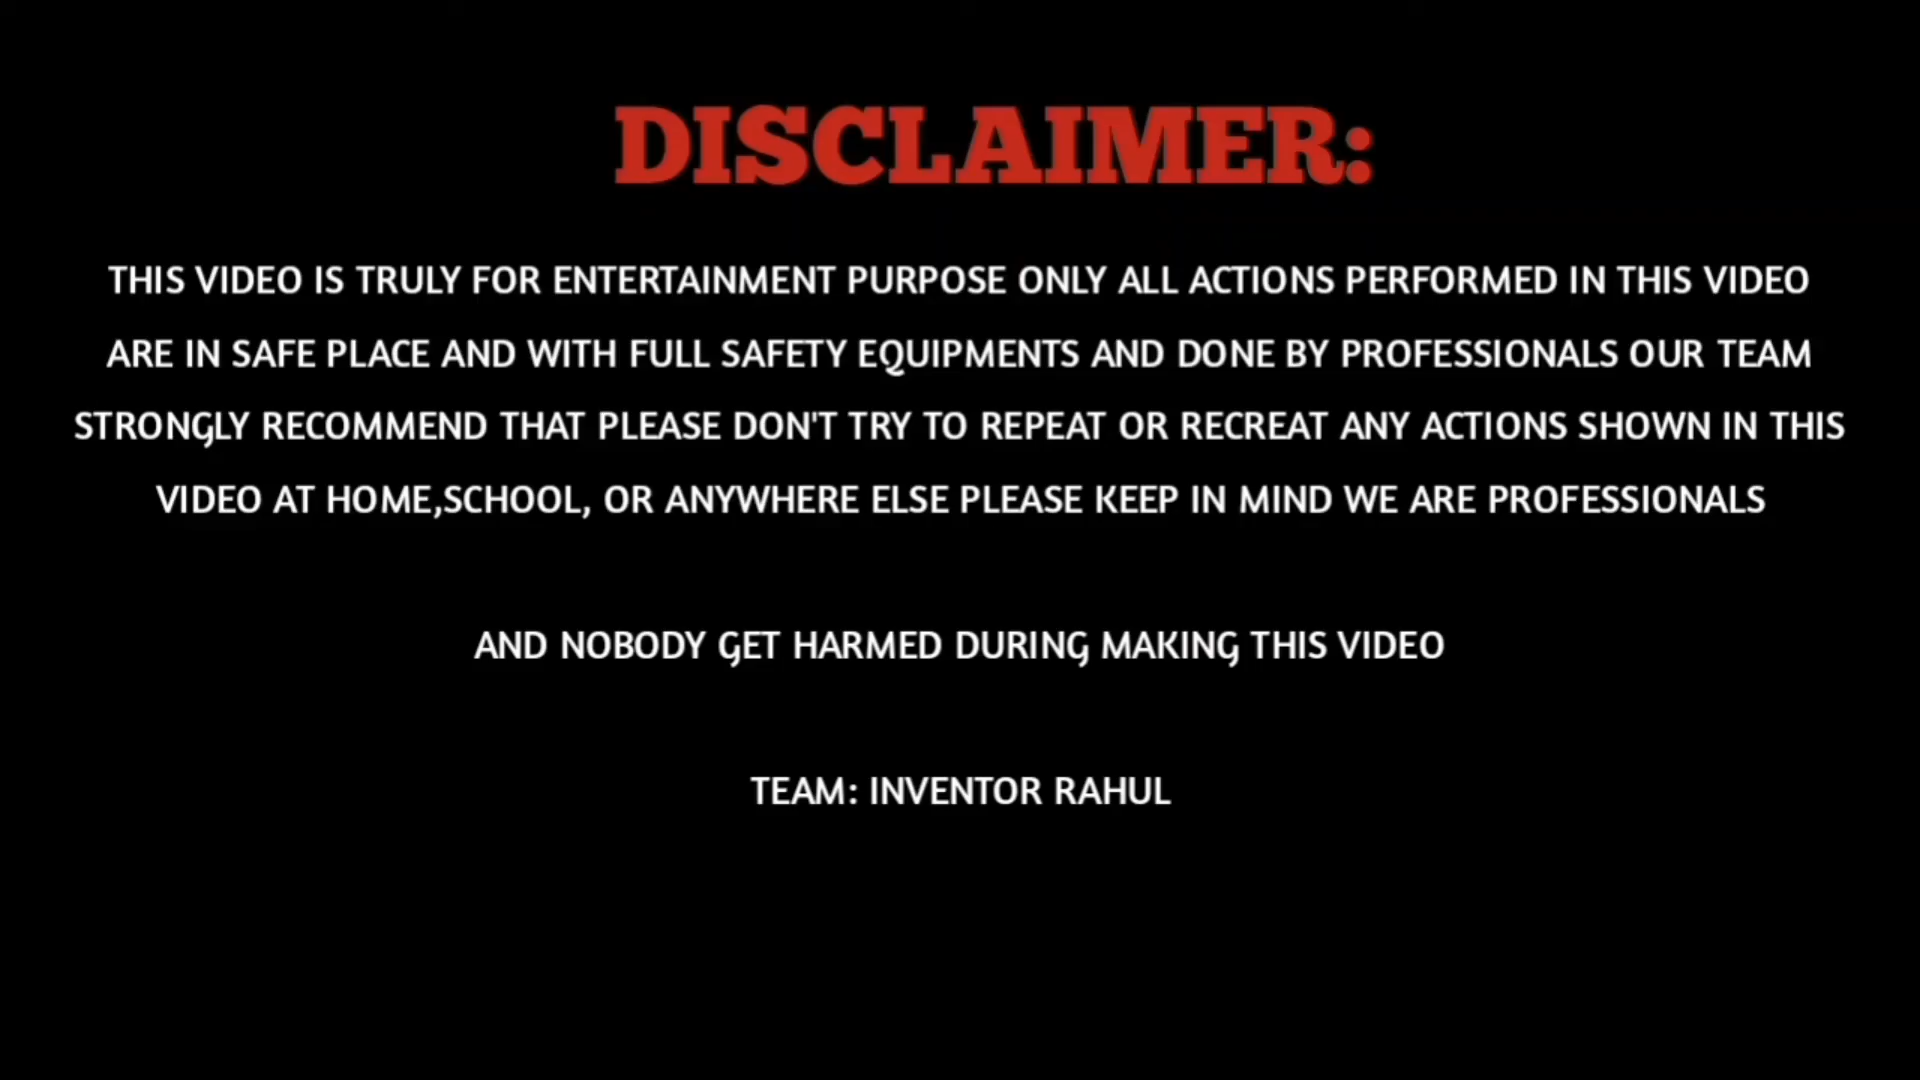 DISCLAIMER:
THIS VIDEO IS TRULY FOR ENTERTAINMENT PURPOSE ONLY ALL ACTIONS PERFORMED IN THIS VIDEO
ARE IN SAFE PLACE AND WITH FULL SAFETY EQUIPMENTS AND DONE BY PROFESSIONALS OUR TEAM
STRONGLY RECOMMEND THAT PLEASE DON'T TRY TO REPEAT OR RECREAT ANY ACTIONS SHOWN IN THIS
VIDEO AT HOME,SCHOOL, OR ANYWHERE ELSE PLEASE KEEP IN MIND WE ARE PROFESSIONALS
AND NOBODY GET HARMED DURING MAKING THIS VIDEO
TEAM: INVENTOR RAHUL